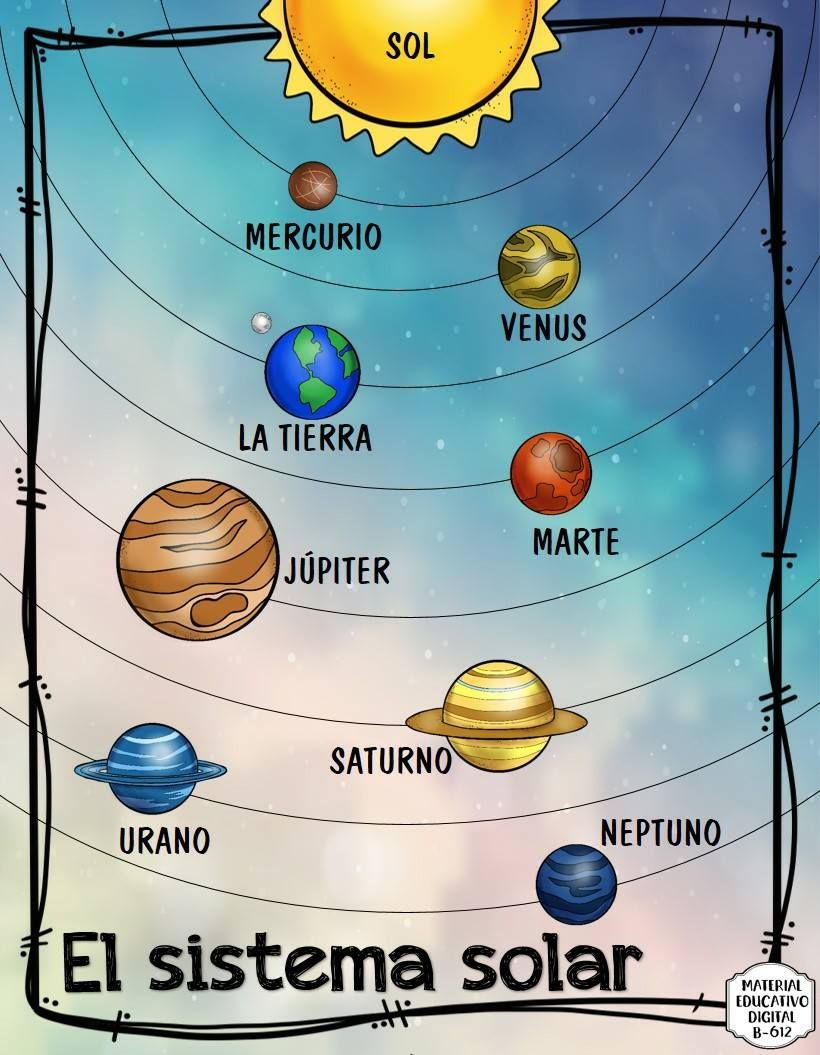 SOL
MERCURIO
VENUS
LA TIERRA
MARTE
JÚPITER
SATURNO
URANO
NEPTUNO
El sistema solar
MATERIAL
EDUCATIVO
DIGITAL
B-612